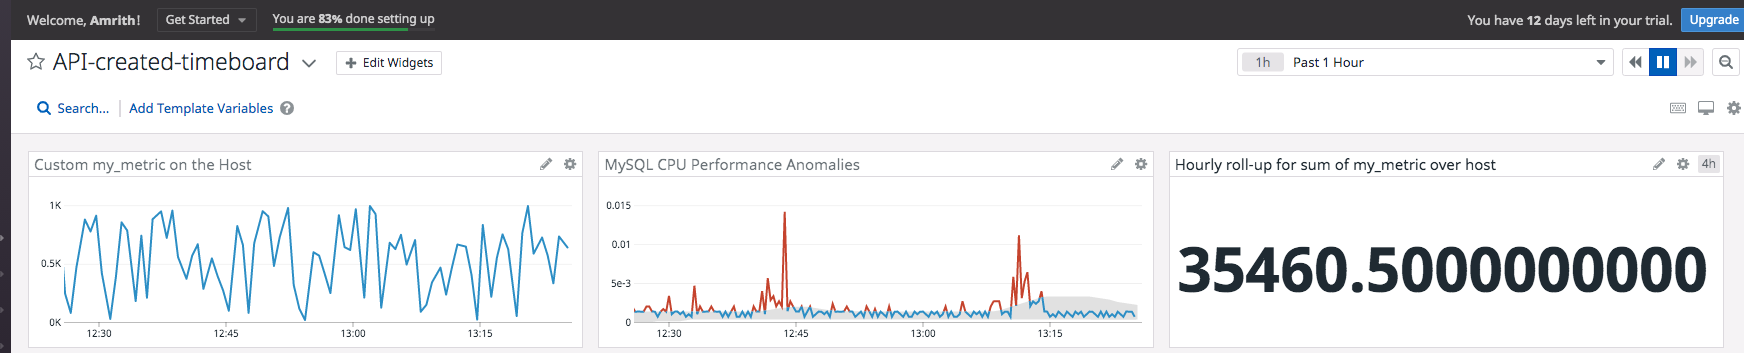 Welcome, Amrith! Get Started You are 83% done setting up You have 12 days left in your trial. Upgrade
API-created-timeboard + Edit Widgets 1h Past 1 Hour
Search... Add Template Variables ?
Custom my_metric on the Host
1K
0.5K
0K
12:30 12:45 13:00 13:15
MySQL CPU Performance Anomalies
0.015
0.01
5e-3
0
12:30 12:45 13:00 13:15
Hourly roll-up for sum of my_metric over host 4h
35460.5000000000